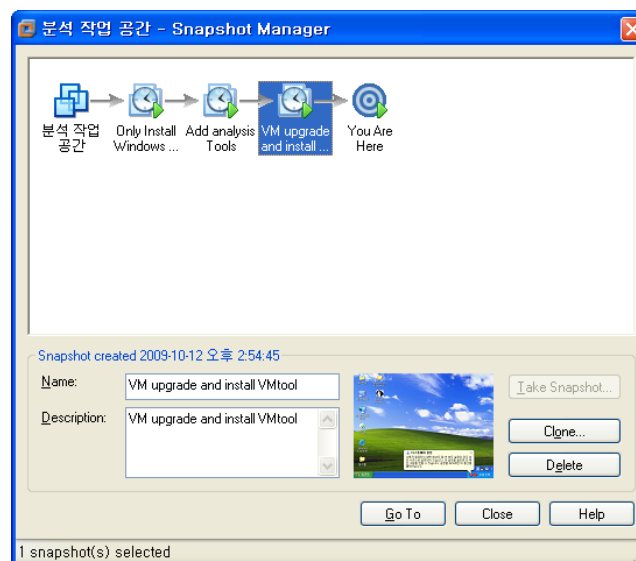 분석 작업 공간 - Snapshot Manager
분석 작업
공간
Only Install
Windows ...
Add analysis
Tools
VM upgrade
and install ...
You Are
Here
Snapshot created 2009-10-12 오후 2:54:45
Name:
VM upgrade and install VMtool
Take Snapshot...
Description:
VM upgrade and install VMtool
Clone...
Delete
Go To
Close
Help
1 snapshot(s) selected